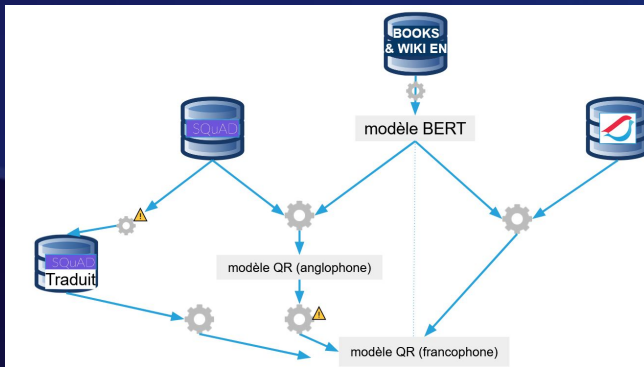 BOOKS
& WIKI EN
SQuAD
modèle BERT
modèle QR (anglophone)
SQuAD
Traduit
modèle QR (francophone)